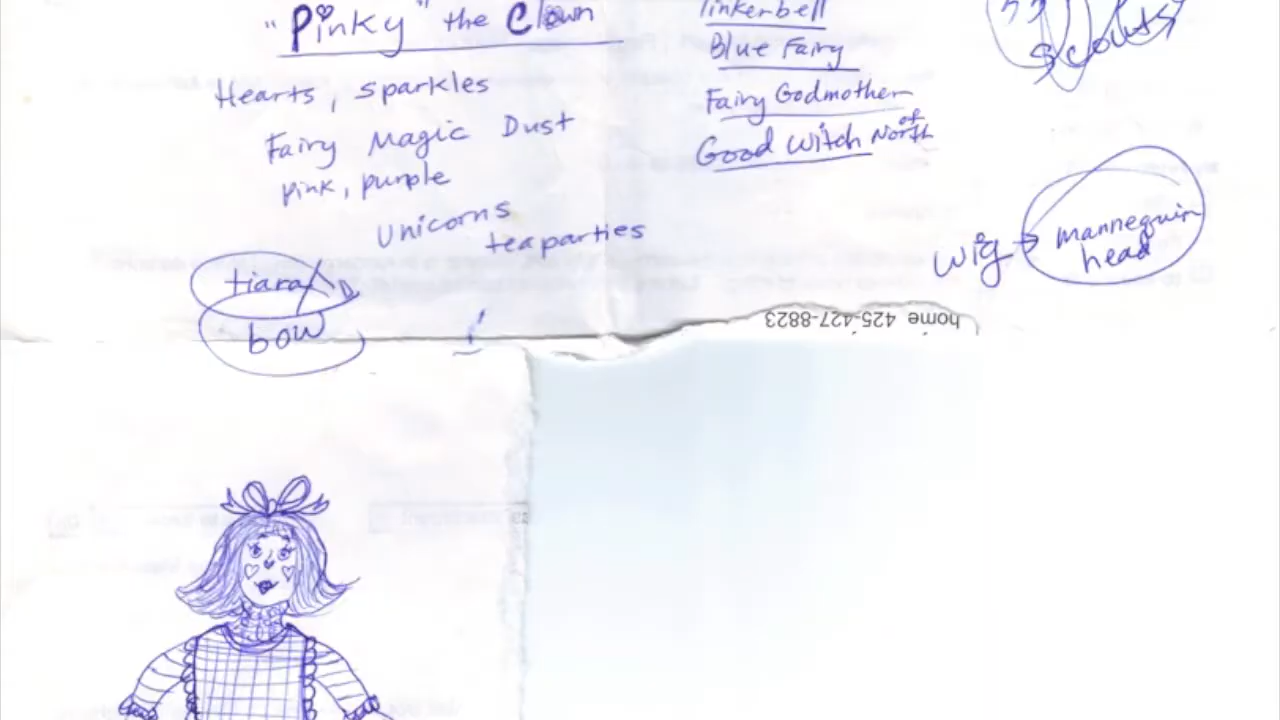 "Pinky" the Clown
Hearts, sparkles
Fairy Magic Dust
pink, purple
Unicorns
teaparties
tiara
bow
Tinkerbell
Blue Fairy
Fairy Godmother
Good Witch of North
Scouts
wig → mannequin
head
home 425-427-8823